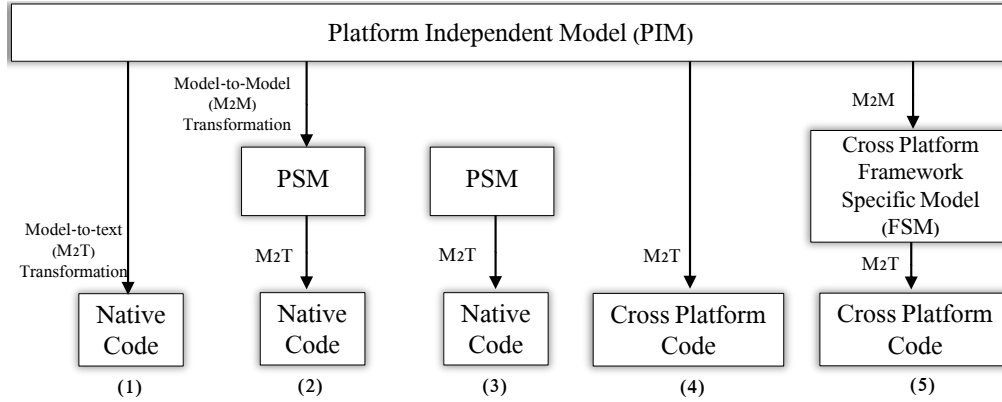 Platform Independent Model (PIM)
Model-to-Model
(M2M)
Transformation
M2M
PSM
PSM
Cross Platform
Framework
Specific Model
(FSM)
Model-to-text
(M2T)
Transformation
M2T
M2T
M2T
M2T
Native
Code
Native
Code
Native
Code
Cross Platform
Code
Cross Platform
Code
(1)
(2)
(3)
(4)
(5)